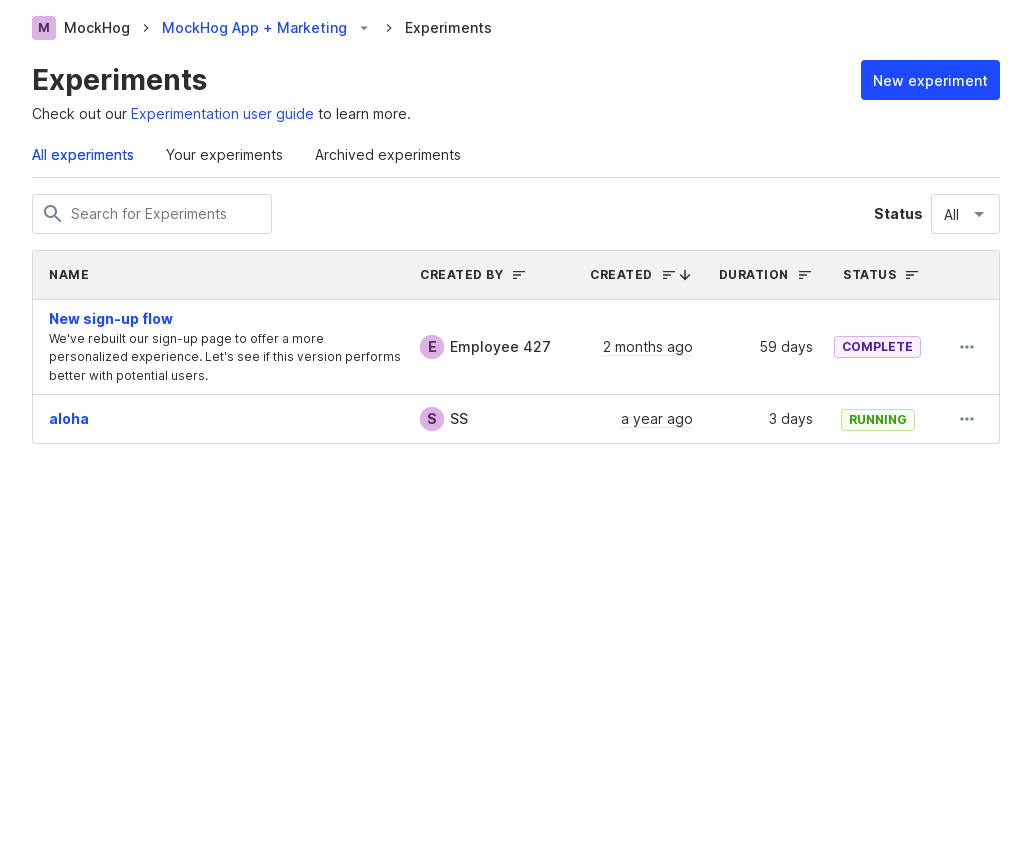 M MockHog MockHog App + Marketing Experiments
Experiments
New experiment
Check out our Experimentation user guide to learn more.
All experiments Your experiments Archived experiments
Search for Experiments Status All
NAME CREATED BY CREATED DURATION STATUS
New sign-up flow
We've rebuilt our sign-up page to offer a more
personalized experience. Let's see if this version performs
better with potential users.
E Employee 427 2 months ago 59 days COMPLETE
aloha S SS a year ago 3 days RUNNING